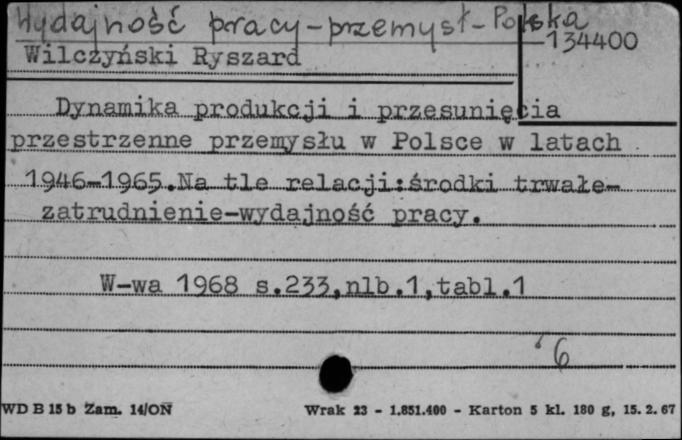 Wydajność pracy-przemysł-Polska
134400
Wilczyński Ryszard
Dynamika produkcji i przesunięcia
przestrzenne przemysłu w Polsce w latach
1946-1965.Na tle relacji:środki trwałe-
zatrudnienie-wydajność pracy.
W-wa 1968 s.233,nlb.1,tabl.1
6
WD B 15 b Zam. 14/ON Wrak 23 - 1.851.400 - Karton 5 kl. 180 g, 15. 2. 67